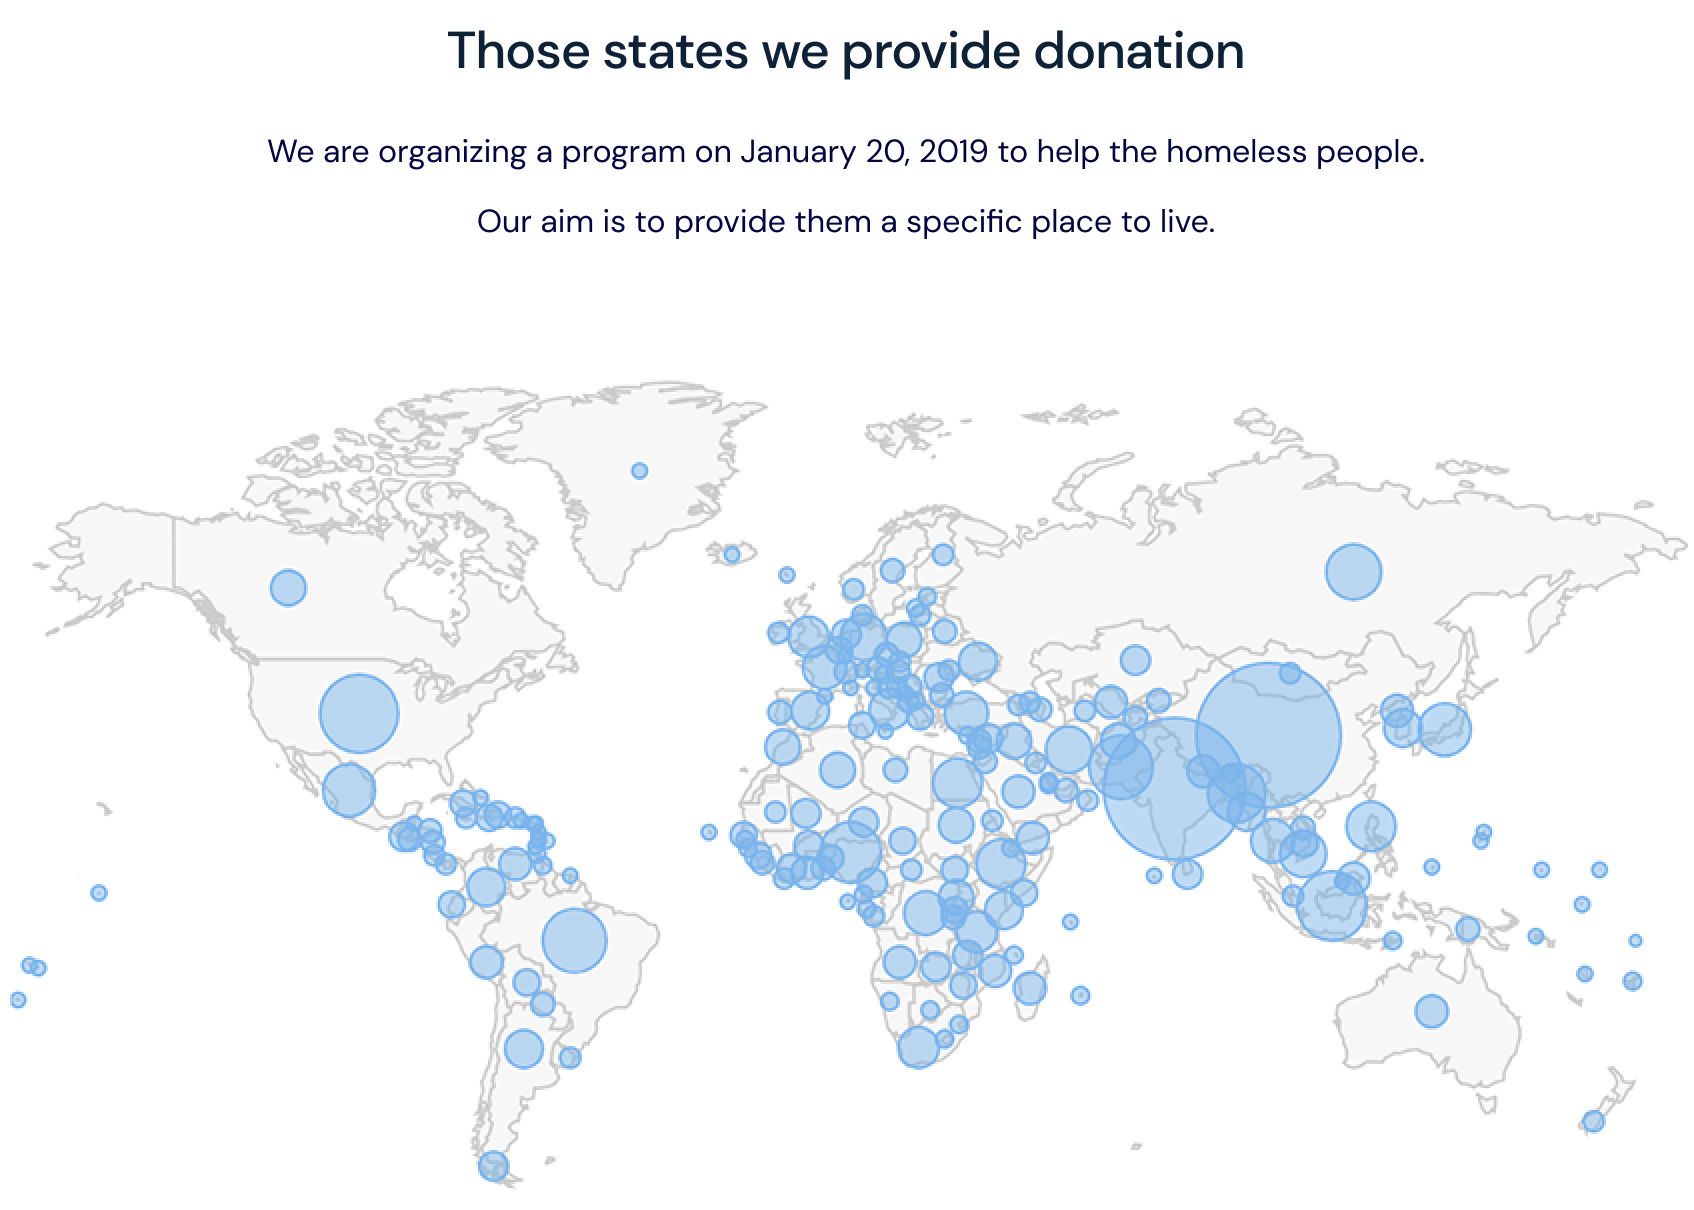 Those states we provide donation
We are organizing a program on January 20, 2019 to help the homeless people.
Our aim is to provide them a specific place to live.